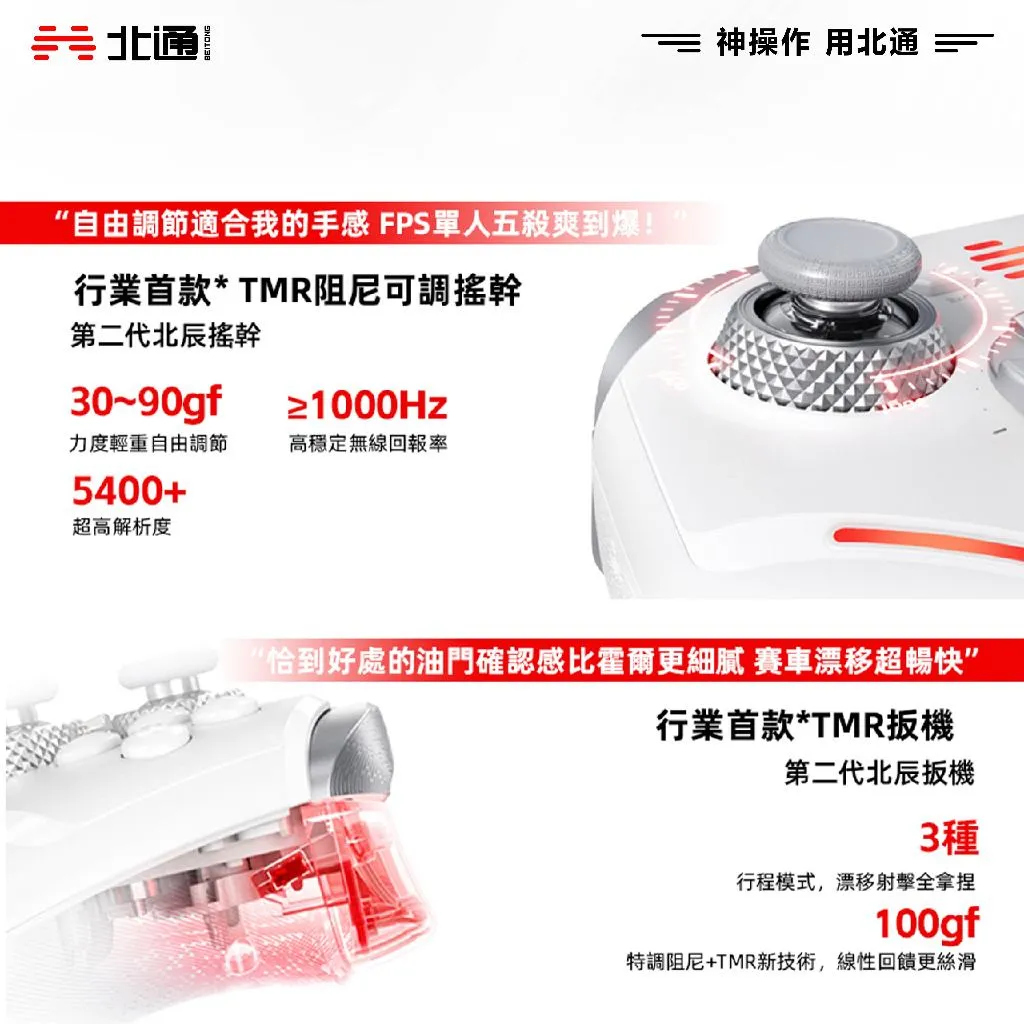 北通 BEITONG
神操作 用北通
“自由調節適合我的手感 FPS單人五殺爽到爆！”
行業首款* TMR阻尼可調搖幹
第二代北辰搖幹
30~90gf
力度輕重自由調節
≥1000Hz
高穩定無線回報率
5400+
超高解析度
“恰到好處的油門確認感比霍爾更細膩 賽車漂移超暢快”
行業首款*TMR扳機
第二代北辰扳機
3種
行程模式，漂移射擊全拿捏
100gf
特調阻尼+TMR新技術，線性回饋更絲滑